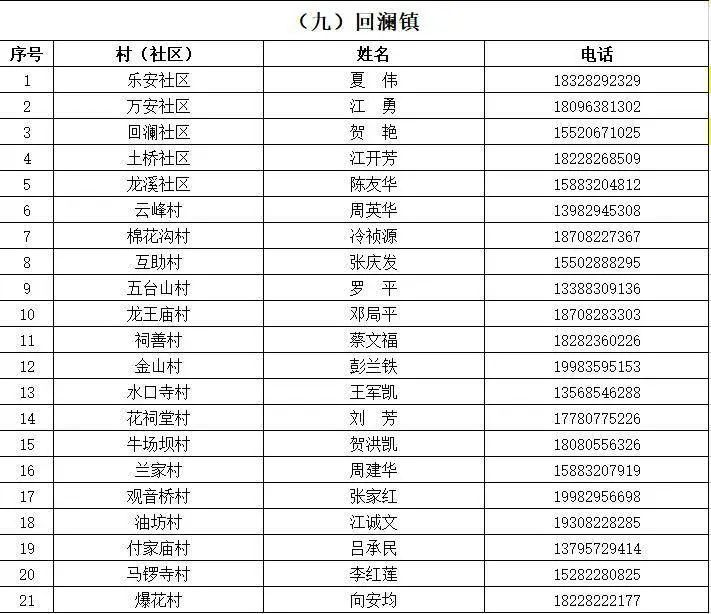 （九）回澜镇
序号 村（社区） 姓名 电话
1 乐安社区 夏　伟 18328292329
2 万安社区 江　勇 18096381302
3 回澜社区 贺　艳 15520671025
4 土桥社区 江开芳 18228268509
5 龙溪社区 陈友华 15883204812
6 云峰村 周英华 13982945308
7 棉花沟村 冷祯源 18708227367
8 互助村 张庆发 15502888295
9 五台山村 罗　平 13388309136
10 龙王庙村 邓局平 18708283303
11 祠善村 蔡文福 18282360226
12 金山村 彭兰铁 19983595153
13 水口寺村 王军凯 13568546288
14 花祠堂村 刘　芳 17780775226
15 牛场坝村 贺洪凯 18080556326
16 兰家村 周建华 15883207919
17 观音桥村 张家红 19982956698
18 油坊村 江诚文 19308228285
19 付家庙村 吕承民 13795729414
20 马锣寺村 李红莲 15282280825
21 爆花村 向安均 18228222177